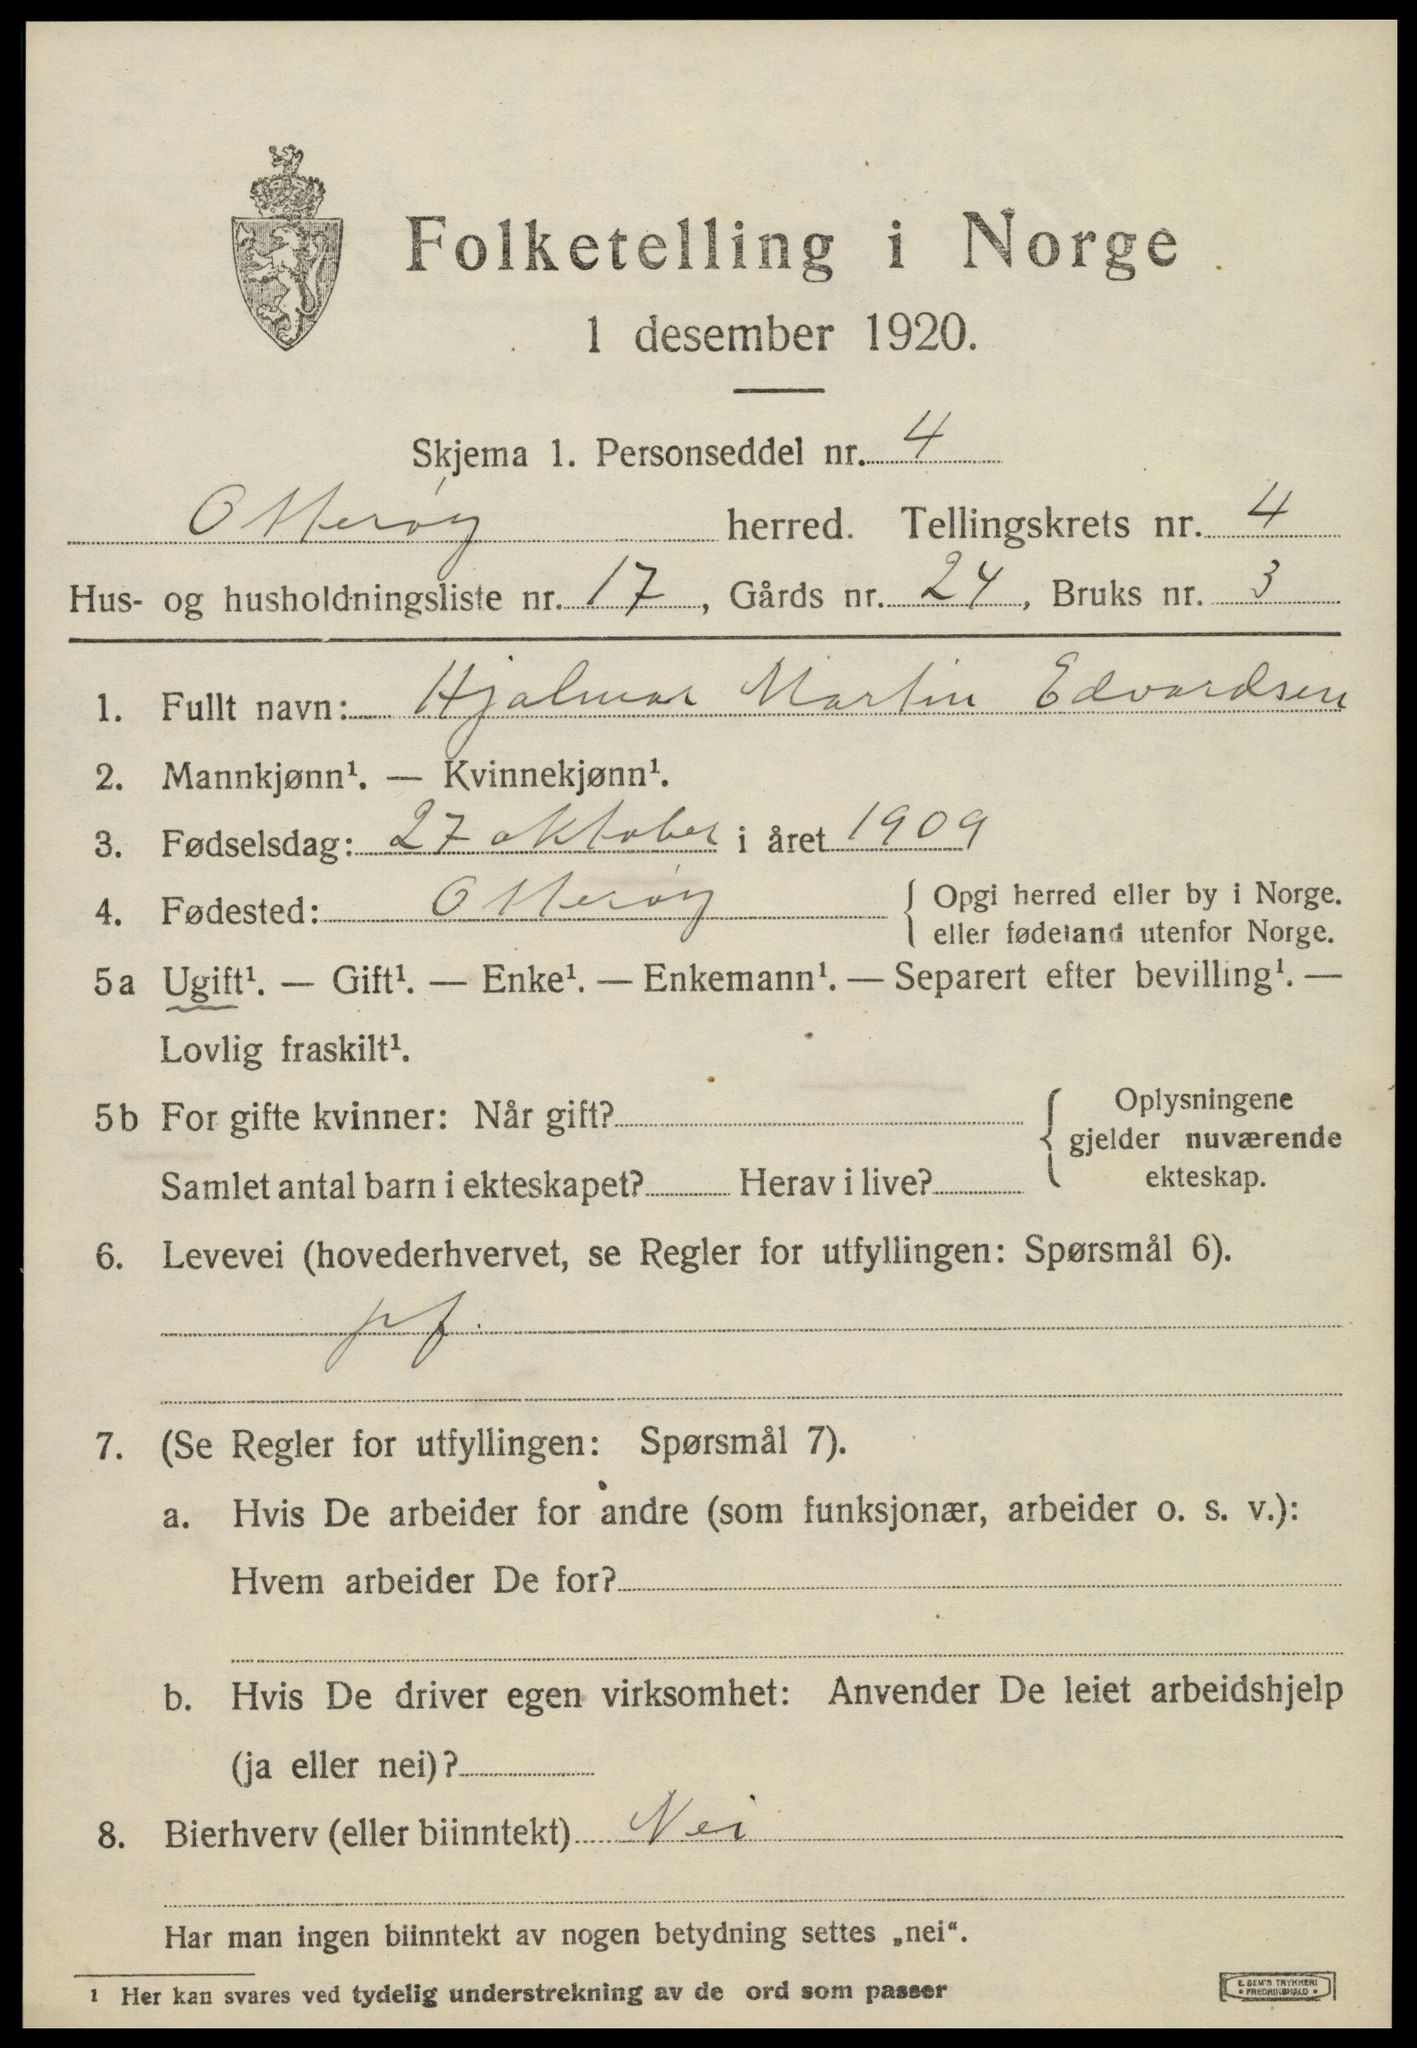 Folketelling i Norge
1 desember 1920.
Skjema 1. Personseddel nr. 4
Otterøy herred. Tellingskrets nr. 4
Hus- og husholdningsliste nr. 17, Gårds nr. 24, Bruks nr. 3
1. Fullt navn: Hjalmar Martin Edvardsen
2. Mannkjønn¹. — Kvinnekjønn¹.
3. Fødselsdag: 27 oktober i året 1909
4. Fødested: Otterøy { Opgi herred eller by i Norge.
eller fødeland utenfor Norge.
5a Ugift¹. — Gift¹. — Enke¹. — Enkemann¹. — Separert efter bevilling¹. —
Lovlig fraskilt¹.
5b For gifte kvinner: Når gift? { Oplysningene
gjelder nuværende
Samlet antal barn i ekteskapet? Herav i live? ekteskap.
6. Levevei (hovederhvervet, se Regler for utfyllingen: Spørsmål 6).
7. (Se Regler for utfyllingen: Spørsmål 7).
a. Hvis De arbeider for andre (som funksjonær, arbeider o. s. v.):
Hvem arbeider De for?
b. Hvis De driver egen virksomhet: Anvender De leiet arbeidshjelp
(ja eller nei)?
8. Bierhverv (eller biinntekt) Nei
Har man ingen biinntekt av nogen betydning settes „nei“.
1 Her kan svares ved tydelig understrekning av de ord som passer
E. SEM'S TRYKKERI
FREDRIKSHALD